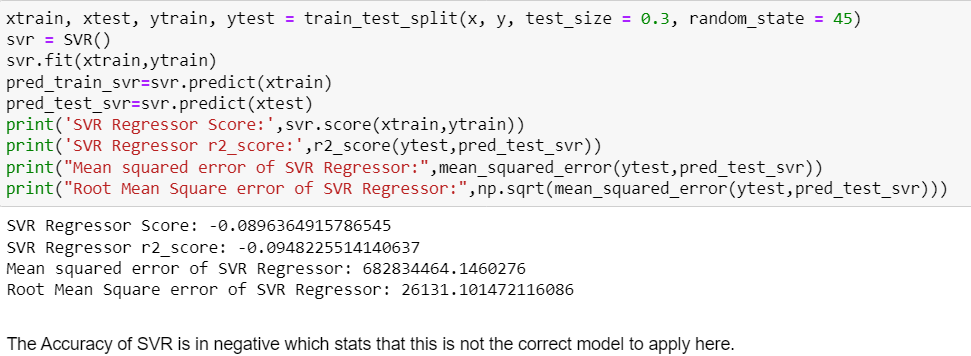 xtrain, xtest, ytrain, ytest = train_test_split(x, y, test_size = 0.3, random_state = 45)
svr = SVR()
svr.fit(xtrain,ytrain)
pred_train_svr=svr.predict(xtrain)
pred_test_svr=svr.predict(xtest)
print('SVR Regressor Score:',svr.score(xtrain,ytrain))
print('SVR Regressor r2_score:',r2_score(ytest,pred_test_svr))
print("Mean squared error of SVR Regressor:",mean_squared_error(ytest,pred_test_svr))
print("Root Mean Square error of SVR Regressor:",np.sqrt(mean_squared_error(ytest,pred_test_svr)))
SVR Regressor Score: -0.0896364915786545
SVR Regressor r2_score: -0.0948225514140637
Mean squared error of SVR Regressor: 682834464.1460276
Root Mean Square error of SVR Regressor: 26131.101472116086
The Accuracy of SVR is in negative which stats that this is not the correct model to apply here.